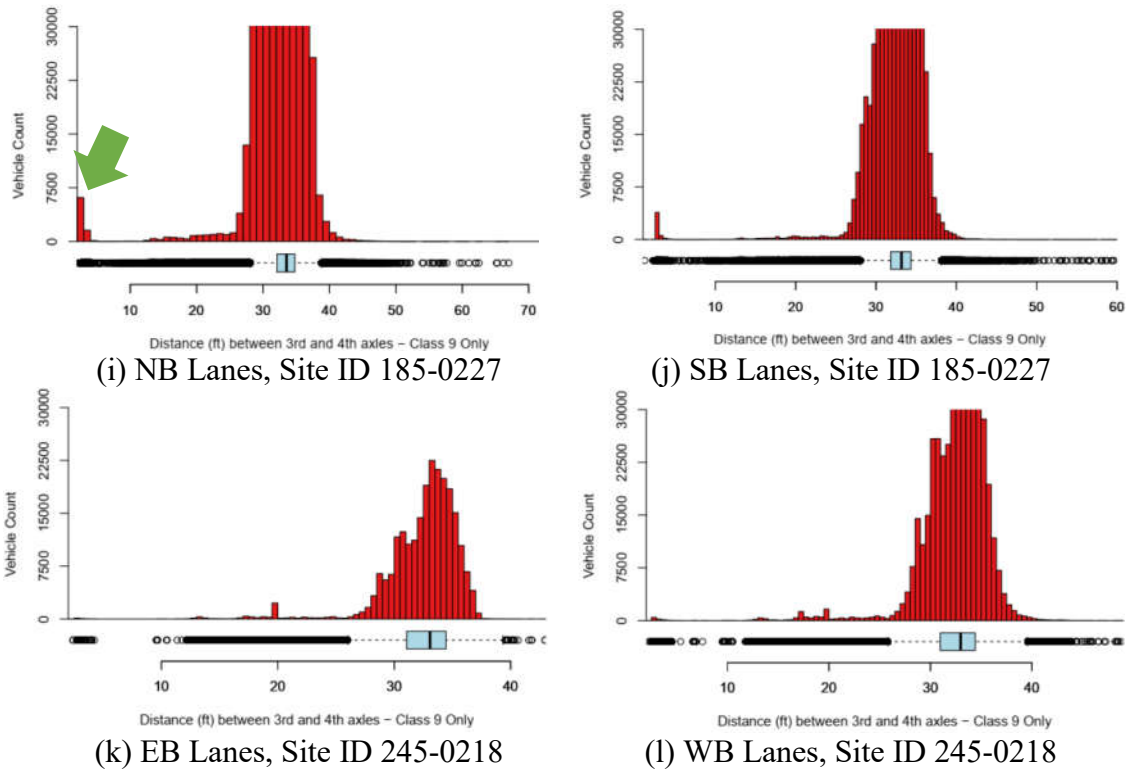 Vehicle Count
0 7500 15000 22500 30000
10 20 30 40 50 60 70
Distance (ft) between 3rd and 4th axles − Class 9 Only
(i) NB Lanes, Site ID 185-0227
Vehicle Count
0 7500 15000 22500 30000
10 20 30 40 50 60
Distance (ft) between 3rd and 4th axles − Class 9 Only
(j) SB Lanes, Site ID 185-0227
Vehicle Count
0 7500 15000 22500 30000
10 20 30 40
Distance (ft) between 3rd and 4th axles − Class 9 Only
(k) EB Lanes, Site ID 245-0218
Vehicle Count
0 7500 15000 22500 30000
10 20 30 40
Distance (ft) between 3rd and 4th axles − Class 9 Only
(l) WB Lanes, Site ID 245-0218